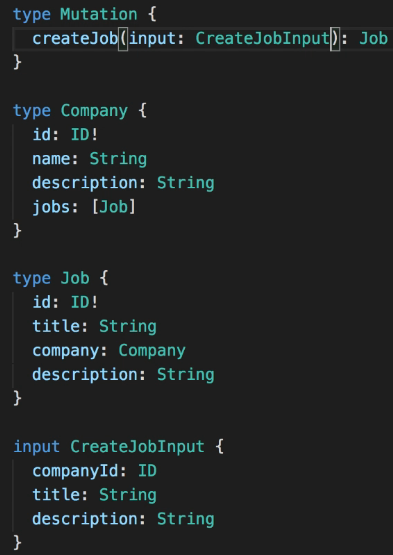 type Mutation {
  createJob(input: CreateJobInput): Job
}

type Company {
  id: ID!
  name: String
  description: String
  jobs: [Job]
}

type Job {
  id: ID!
  title: String
  company: Company
  description: String
}

input CreateJobInput {
  companyId: ID
  title: String
  description: String
}